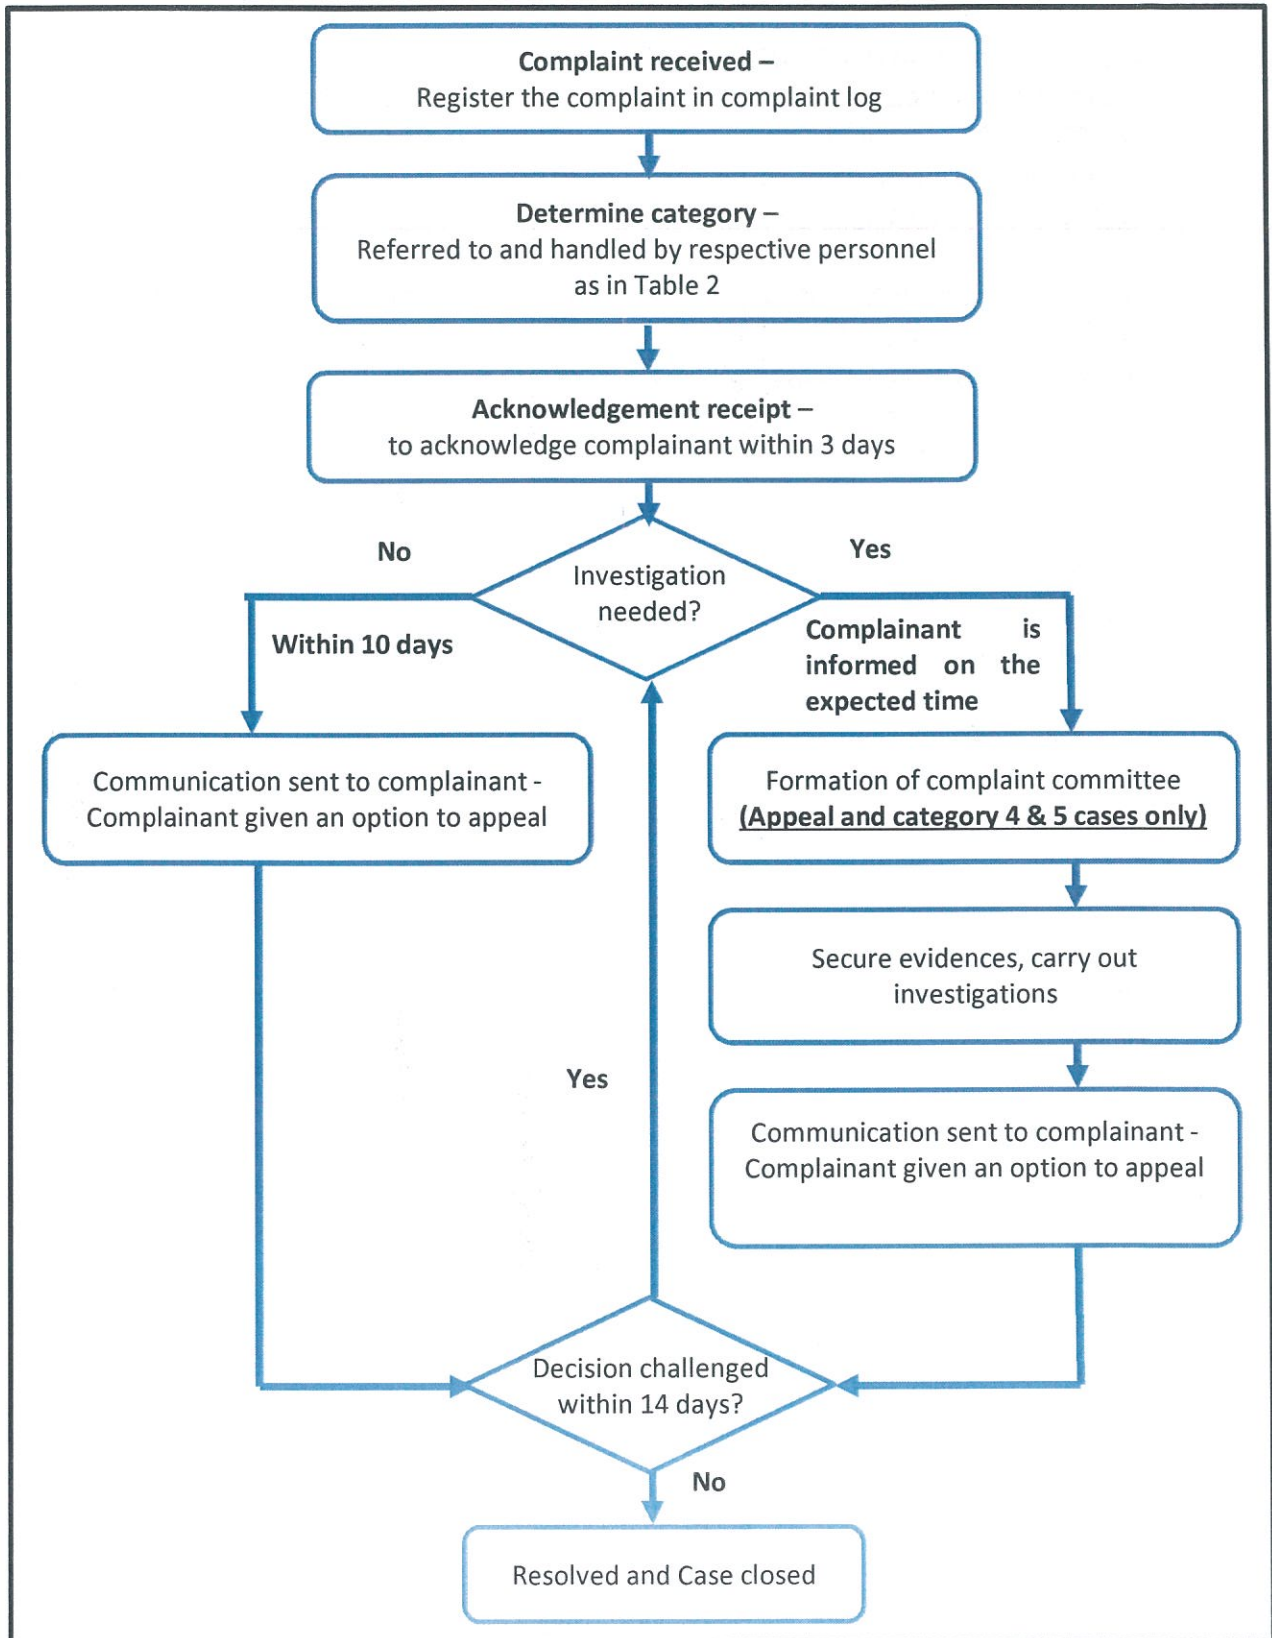 Complaint received –
Register the complaint in complaint log
Determine category –
Referred to and handled by respective personnel
as in Table 2
Acknowledgement receipt –
to acknowledge complainant within 3 days
No
Yes
Investigation
needed?
Within 10 days
Complainant is
informed on the
expected time
Communication sent to complainant -
Complainant given an option to appeal
Formation of complaint committee
(Appeal and category 4 & 5 cases only)
Secure evidences, carry out
investigations
Yes
Communication sent to complainant -
Complainant given an option to appeal
Decision challenged
within 14 days?
No
Resolved and Case closed